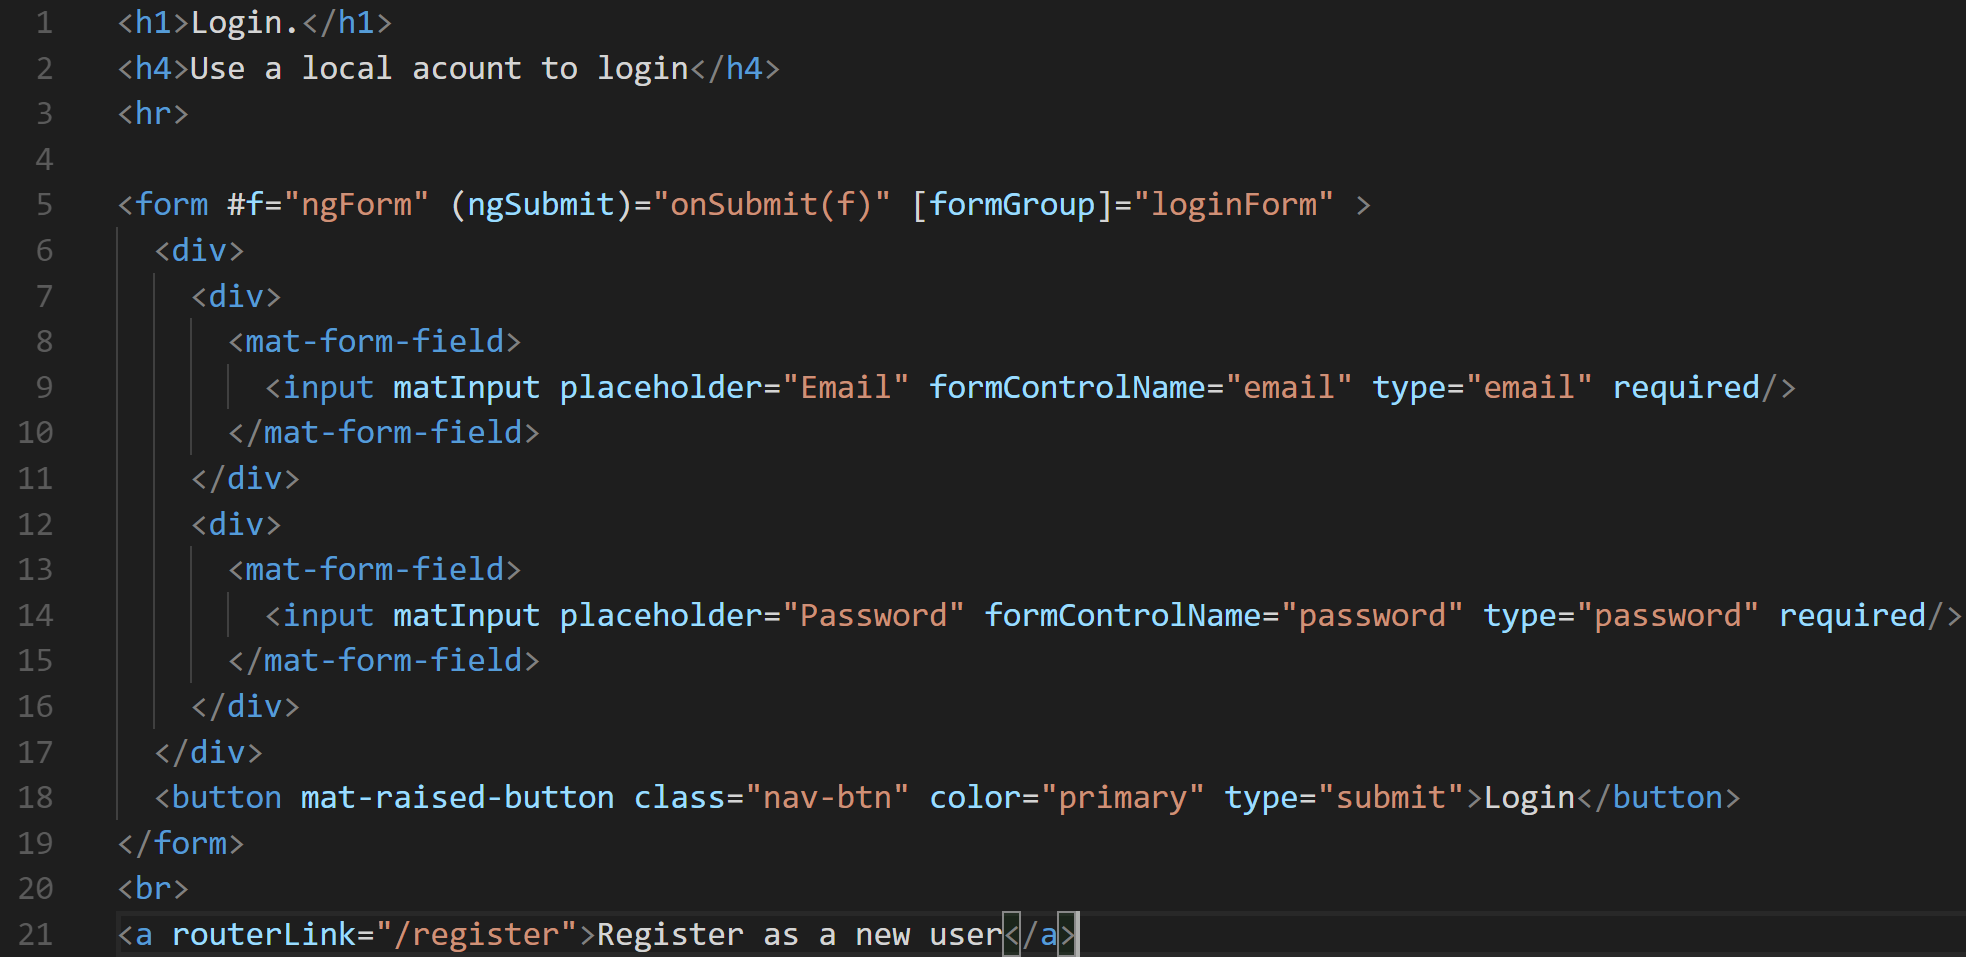 1 <h1>Login.</h1>
2 <h4>Use a local acount to login</h4>
3 <hr>
4
5 <form #f="ngForm" (ngSubmit)="onSubmit(f)" [formGroup]="loginForm" >
6   <div>
7     <div>
8       <mat-form-field>
9         <input matInput placeholder="Email" formControlName="email" type="email" required/>
10       </mat-form-field>
11     </div>
12     <div>
13       <mat-form-field>
14         <input matInput placeholder="Password" formControlName="password" type="password" required/>
15       </mat-form-field>
16     </div>
17   </div>
18   <button mat-raised-button class="nav-btn" color="primary" type="submit">Login</button>
19 </form>
20 <br>
21 <a routerLink="/register">Register as a new user</a>